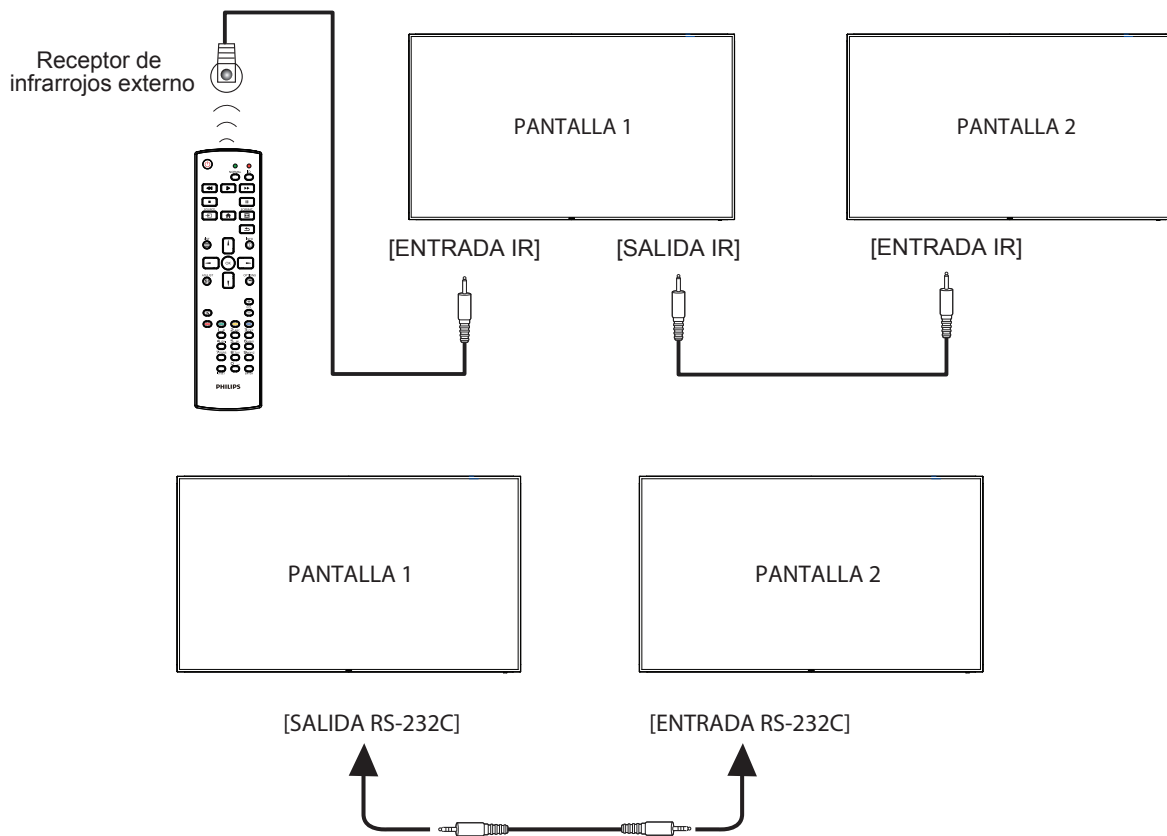 Receptor de
infrarrojos externo
PANTALLA 1
PANTALLA 2
[ENTRADA IR]
[SALIDA IR]
[ENTRADA IR]
PHILIPS
PANTALLA 1
PANTALLA 2
[SALIDA RS-232C]
[ENTRADA RS-232C]